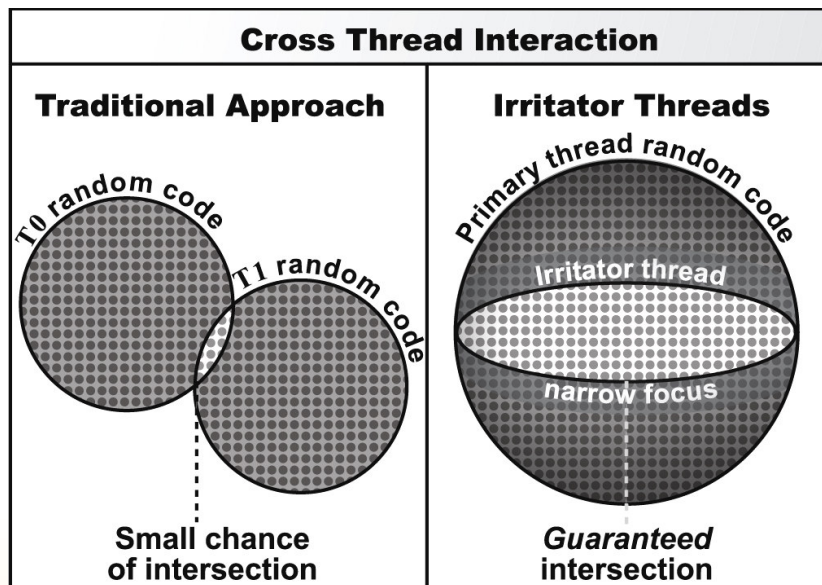 Cross Thread Interaction
Traditional Approach
T0 random code
T1 random code
Small chance
of intersection
Irritator Threads
Primary thread random code
Irritator thread
narrow focus
Guaranteed
intersection